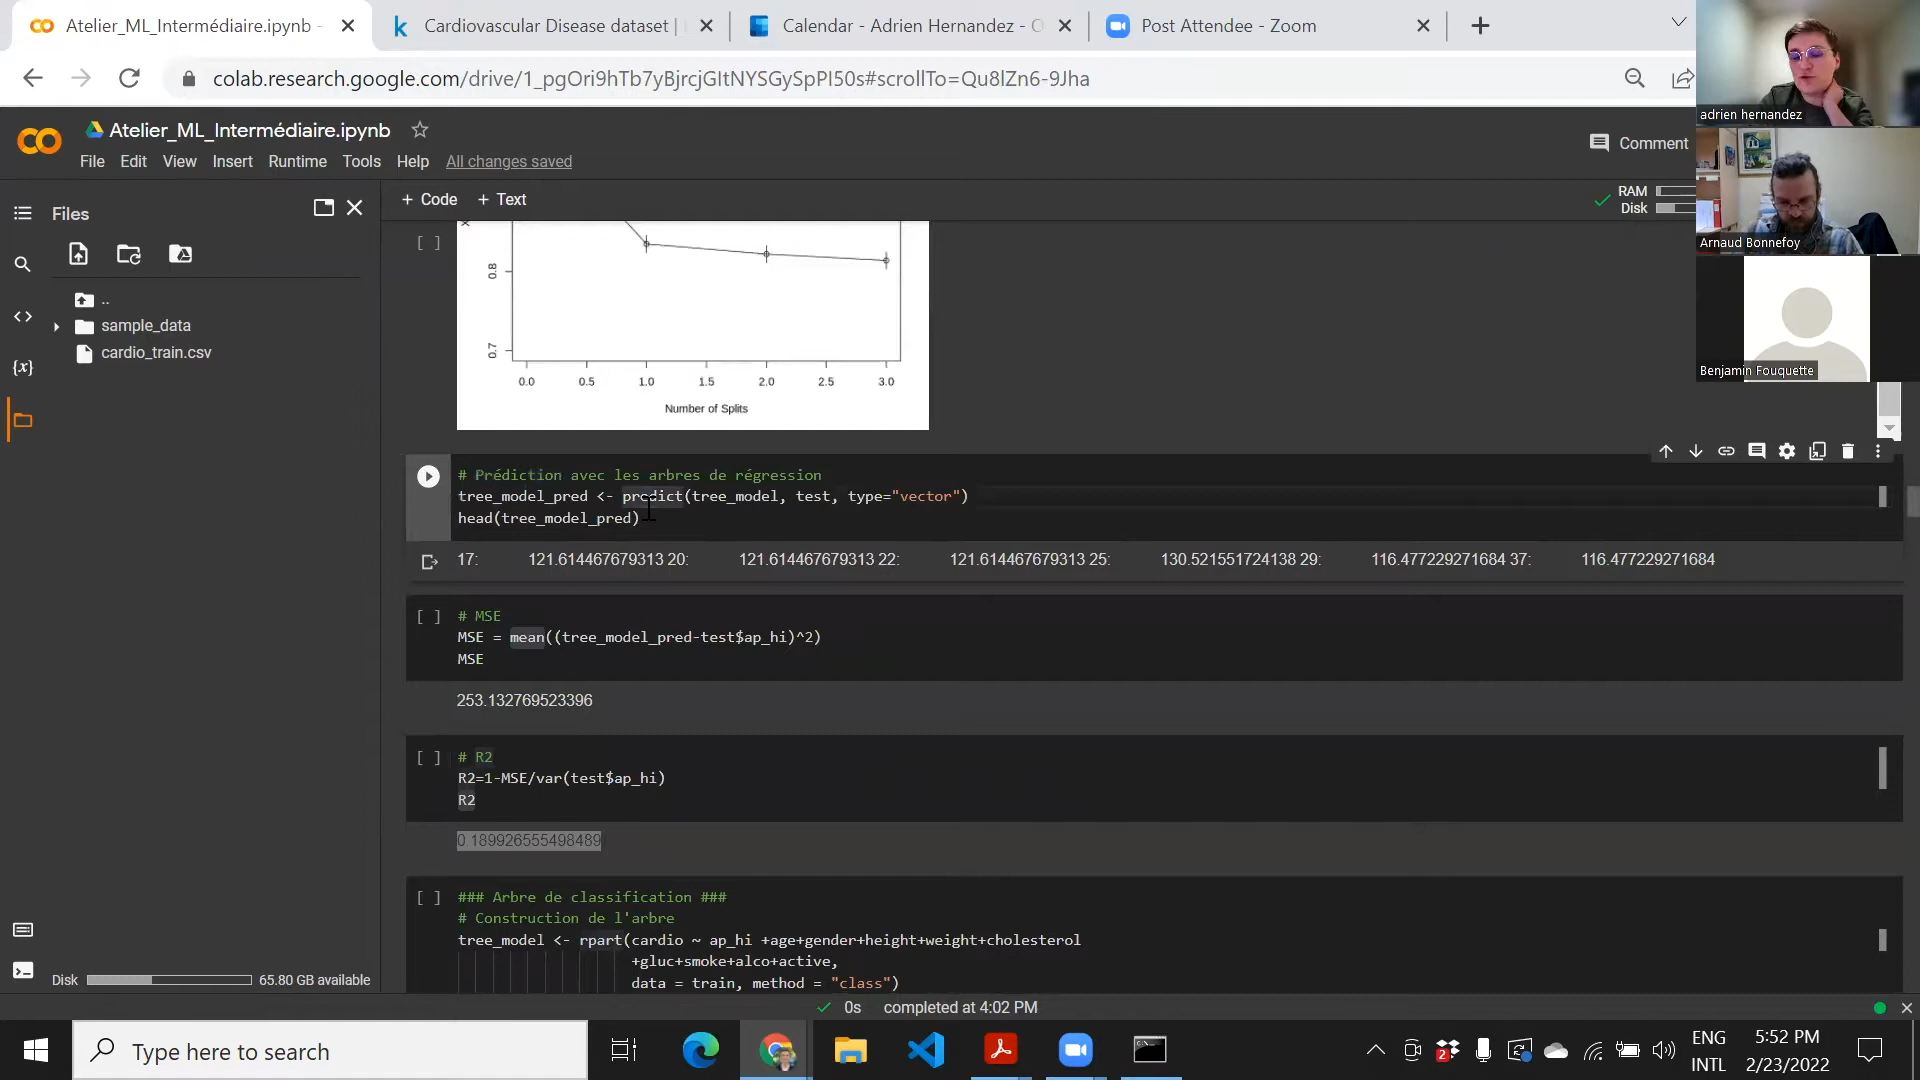 Atelier_ML_Intermédiaire.ipynb -
Cardiovascular Disease dataset |
Calendar - Adrien Hernandez - O
Post Attendee - Zoom
colab.research.google.com/drive/1_pgOri9hTb7yBjrcjGItNYSGySpPI50s#scrollTo=Qu8lZn6-9Jha
adrien hernandez
Arnaud Bonnefoy
Benjamin Fouquette
Atelier_ML_Intermédiaire.ipynb
File Edit View Insert Runtime Tools Help All changes saved
Comment
Files
+ Code + Text
RAM
Disk
..
sample_data
cardio_train.csv
[ ]
0.8
0.7
0.0 0.5 1.0 1.5 2.0 2.5 3.0
Number of Splits
# Prédiction avec les arbres de régression
tree_model_pred <- predict(tree_model, test, type="vector")
head(tree_model_pred)
17: 121.614467679313 20: 121.614467679313 22: 121.614467679313 25: 130.521551724138 29: 116.477229271684 37: 116.477229271684
[ ] # MSE
MSE = mean((tree_model_pred-test$ap_hi)^2)
MSE
253.132769523396
[ ] # R2
R2=1-MSE/var(test$ap_hi)
R2
0.189926555498489
[ ] ### Arbre de classification ###
# Construction de l'arbre
tree_model <- rpart(cardio ~ ap_hi +age+gender+height+weight+cholesterol
+gluc+smoke+alco+active,
data = train, method = "class")
Disk 65.80 GB available
0s completed at 4:02 PM
Type here to search
2
ENG
INTL
5:52 PM
2/23/2022